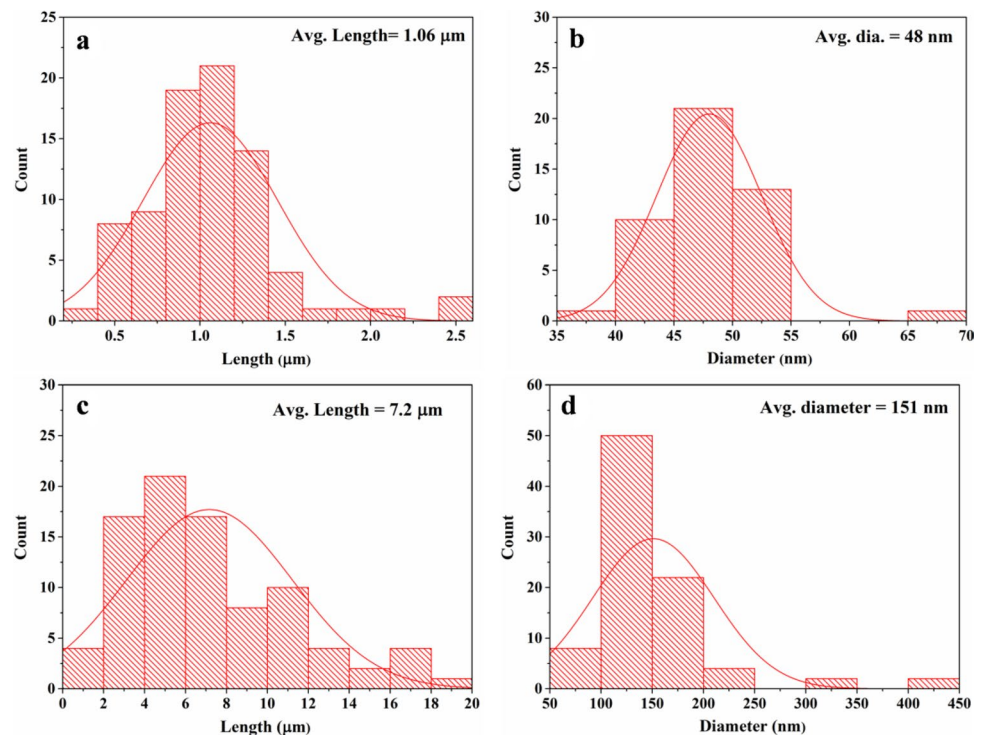 a
Avg. Length= 1.06 μm
Count
25
20
15
10
5
0
0.5 1.0 1.5 2.0 2.5
Length (μm)
b
Avg. dia. = 48 nm
Count
30
25
20
15
10
5
0
35 40 45 50 55 60 65 70
Diameter (nm)
c
Avg. Length = 7.2 μm
Count
30
25
20
15
10
5
0
0 2 4 6 8 10 12 14 16 18 20
Length (μm)
d
Avg. diameter = 151 nm
Count
60
50
40
30
20
10
0
50 100 150 200 250 300 350 400 450
Diameter (nm)